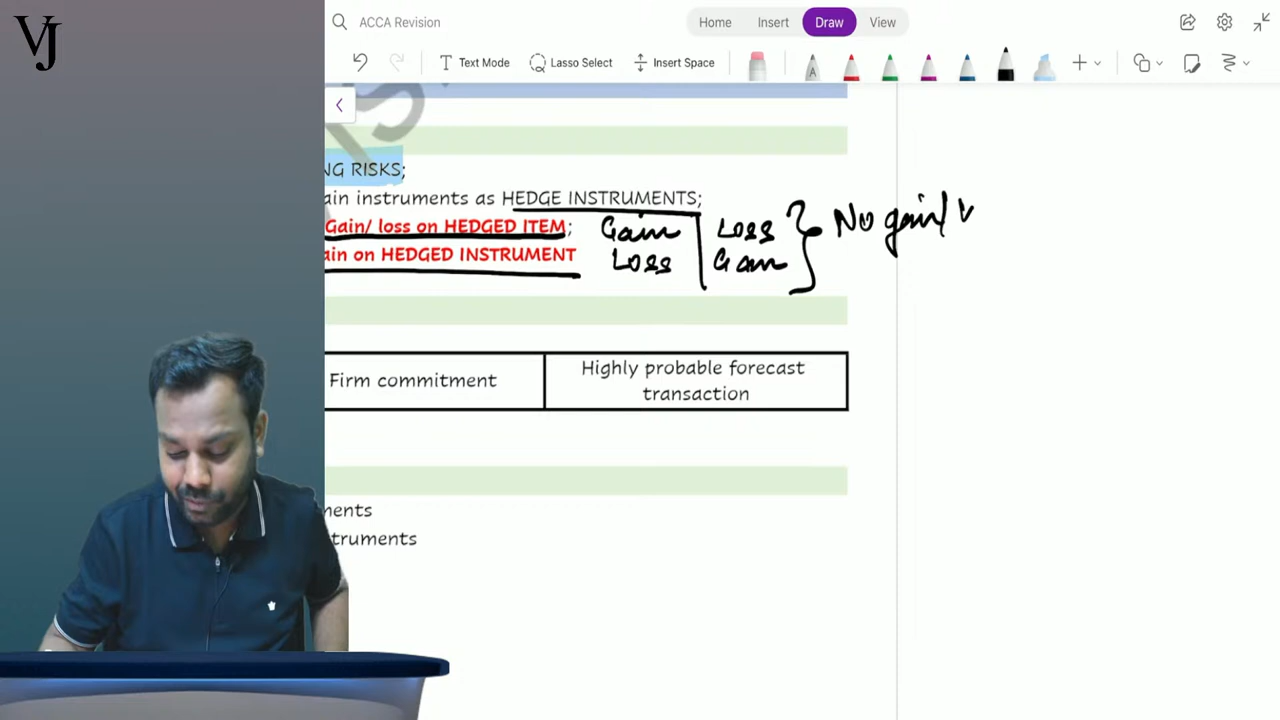 VJ
ACCA Revision
Home Insert Draw View
Text Mode Lasso Select Insert Space
NG RISKS;
ain instruments as HEDGE INSTRUMENTS;
Gain/ loss on HEDGED ITEM; Gain Loss No gain/
ain on HEDGED INSTRUMENT Loss Gain
Firm commitment
Highly probable forecast
transaction
nents
struments